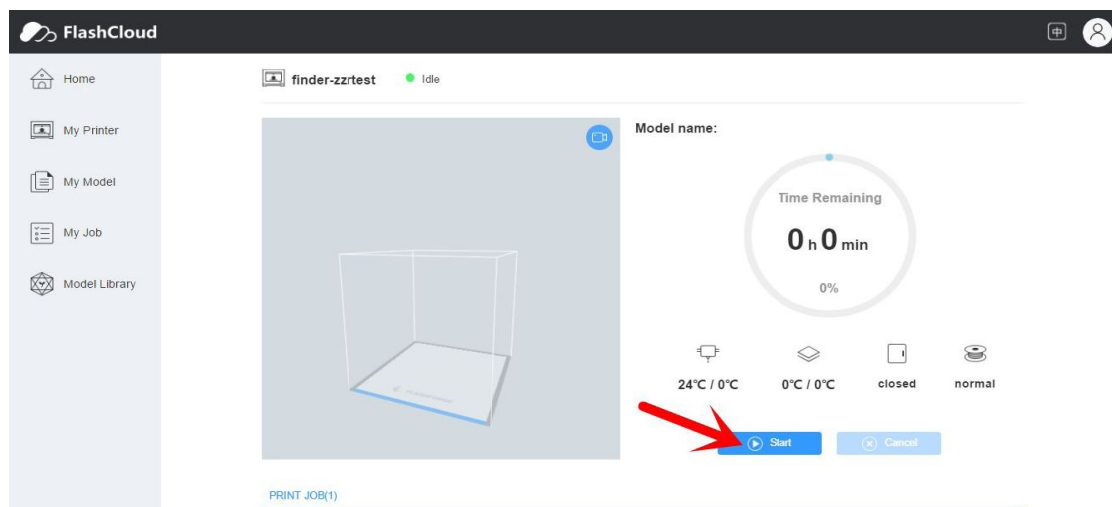 FlashCloud
中
Home
My Printer
My Model
My Job
Model Library
finder-zzrtest
Idle
Model name:
Time Remaining
0 h 0 min
0%
24℃ / 0℃
0℃ / 0℃
closed
normal
Start
Cancel
PRINT JOB(1)